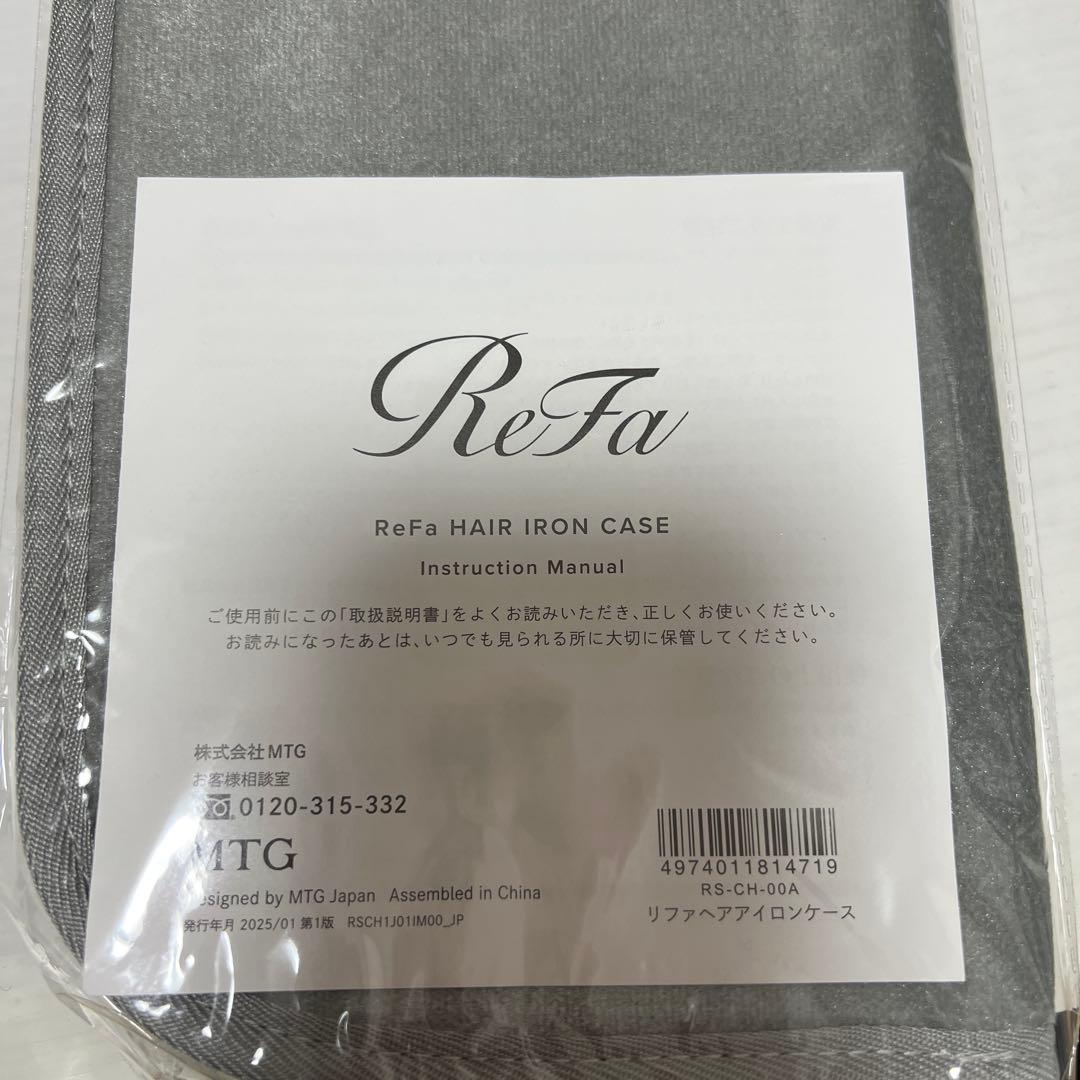 ReFa
ReFa HAIR IRON CASE
Instruction Manual
ご使用前にこの「取扱説明書」をよくお読みいただき、正しくお使いください。
お読みになったあとは、いつでも見られる所に大切に保管してください。
株式会社MTG
お客様相談室
0120-315-332
MTG
Designed by MTG Japan Assembled in China
発行年月 2025/01 第1版 RSCH1J01IM00_JP
4974011814719
RS-CH-00A
リファヘアアイロンケース